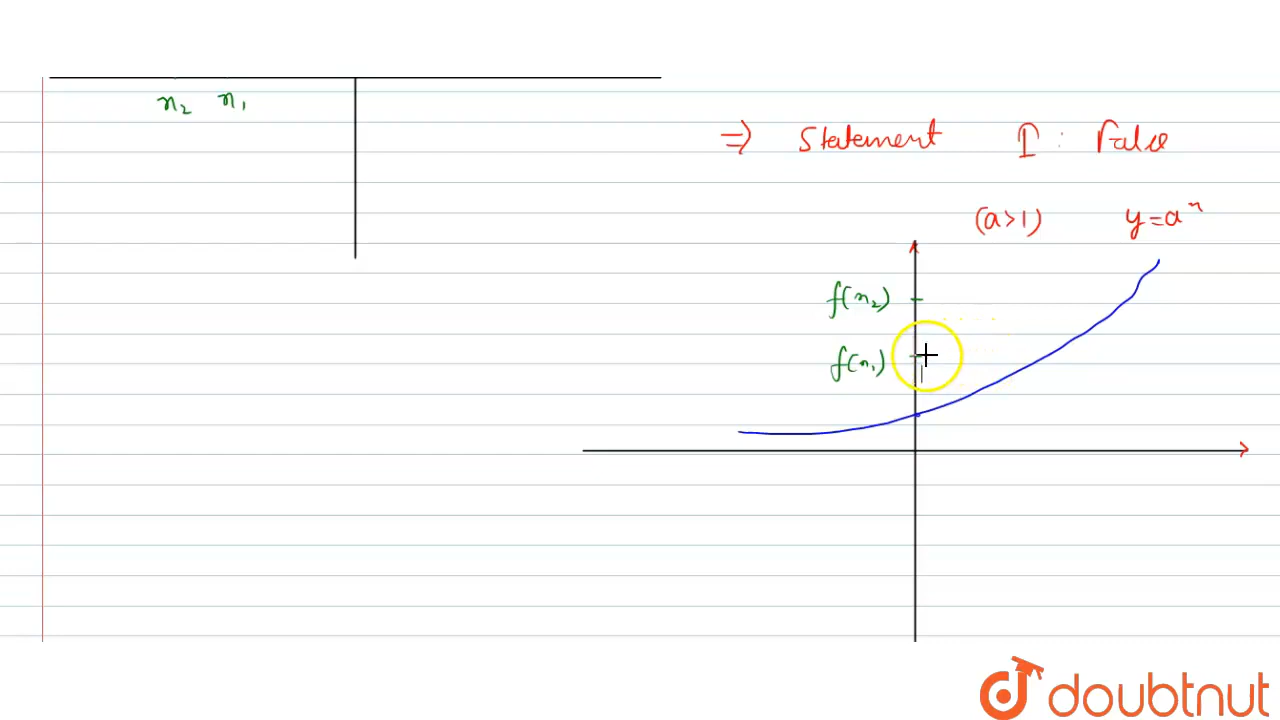 x₂ x₁
⇒ Statement I : False
(a>1) y=aˣ
f(x₂)
f(x₁)
doubtnut